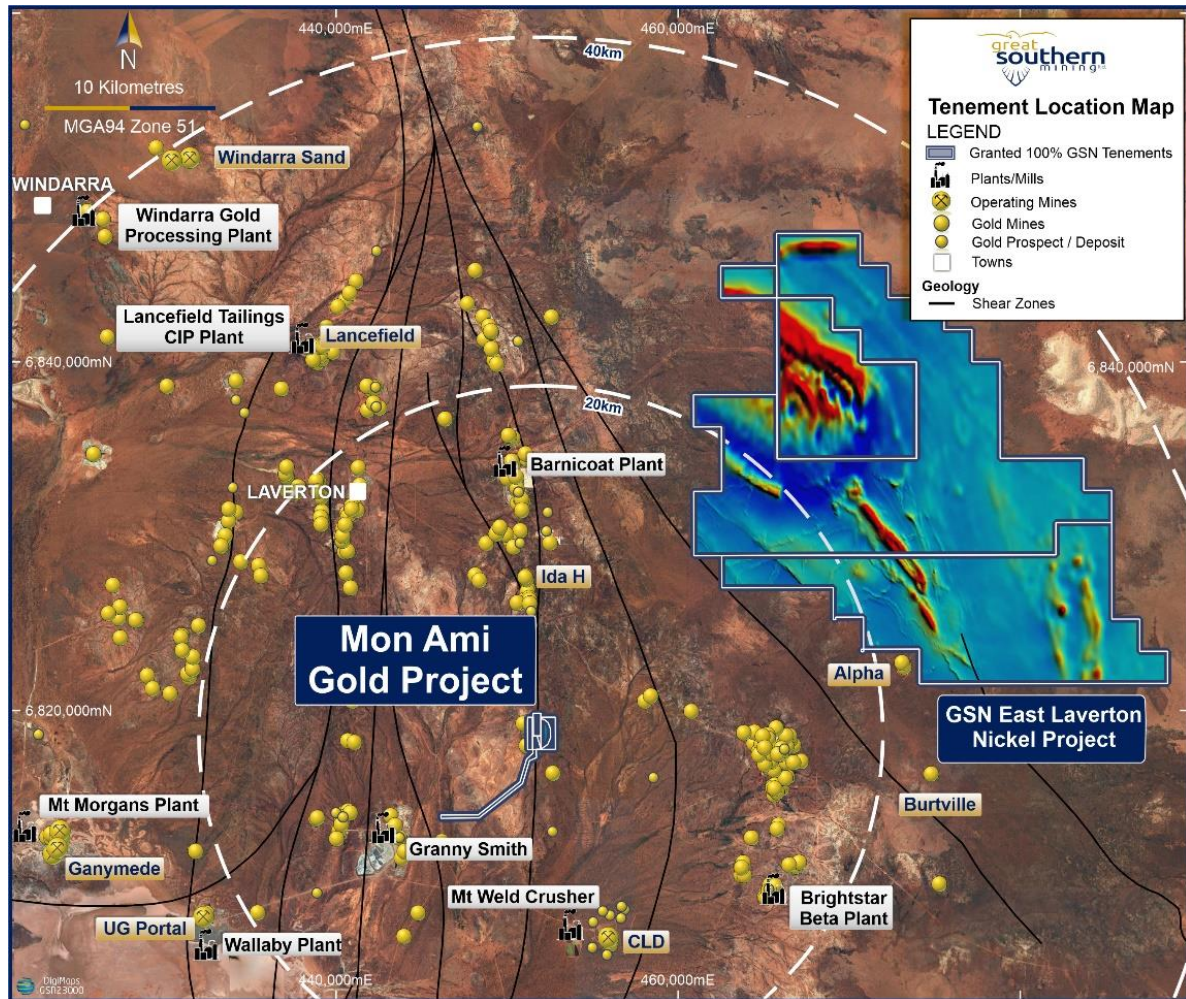 440,000mE
460,000mE
40km
N
10 Kilometres
MGA94 Zone 51
great
southern
mining
Tenement Location Map
LEGEND
Granted 100% GSN Tenements
Plants/Mills
Operating Mines
Gold Mines
Gold Prospect / Deposit
Towns
Geology
Shear Zones
Windarra Sand
WINDARRA
Windarra Gold
Processing Plant
Lancefield Tailings
CIP Plant
Lancefield
6,840,000mN
6,840,000mN
20km
Barnicoat Plant
LAVERTON
Ida H
Mon Ami
Gold Project
Alpha
6,820,000mN
GSN East Laverton
Nickel Project
Burtville
Mt Morgans Plant
Ganymede
Granny Smith
Mt Weld Crusher
Brightstar
Beta Plant
UG Portal
Wallaby Plant
CLD
440,000mE
460,000mE
DigiMaps
GSN23000